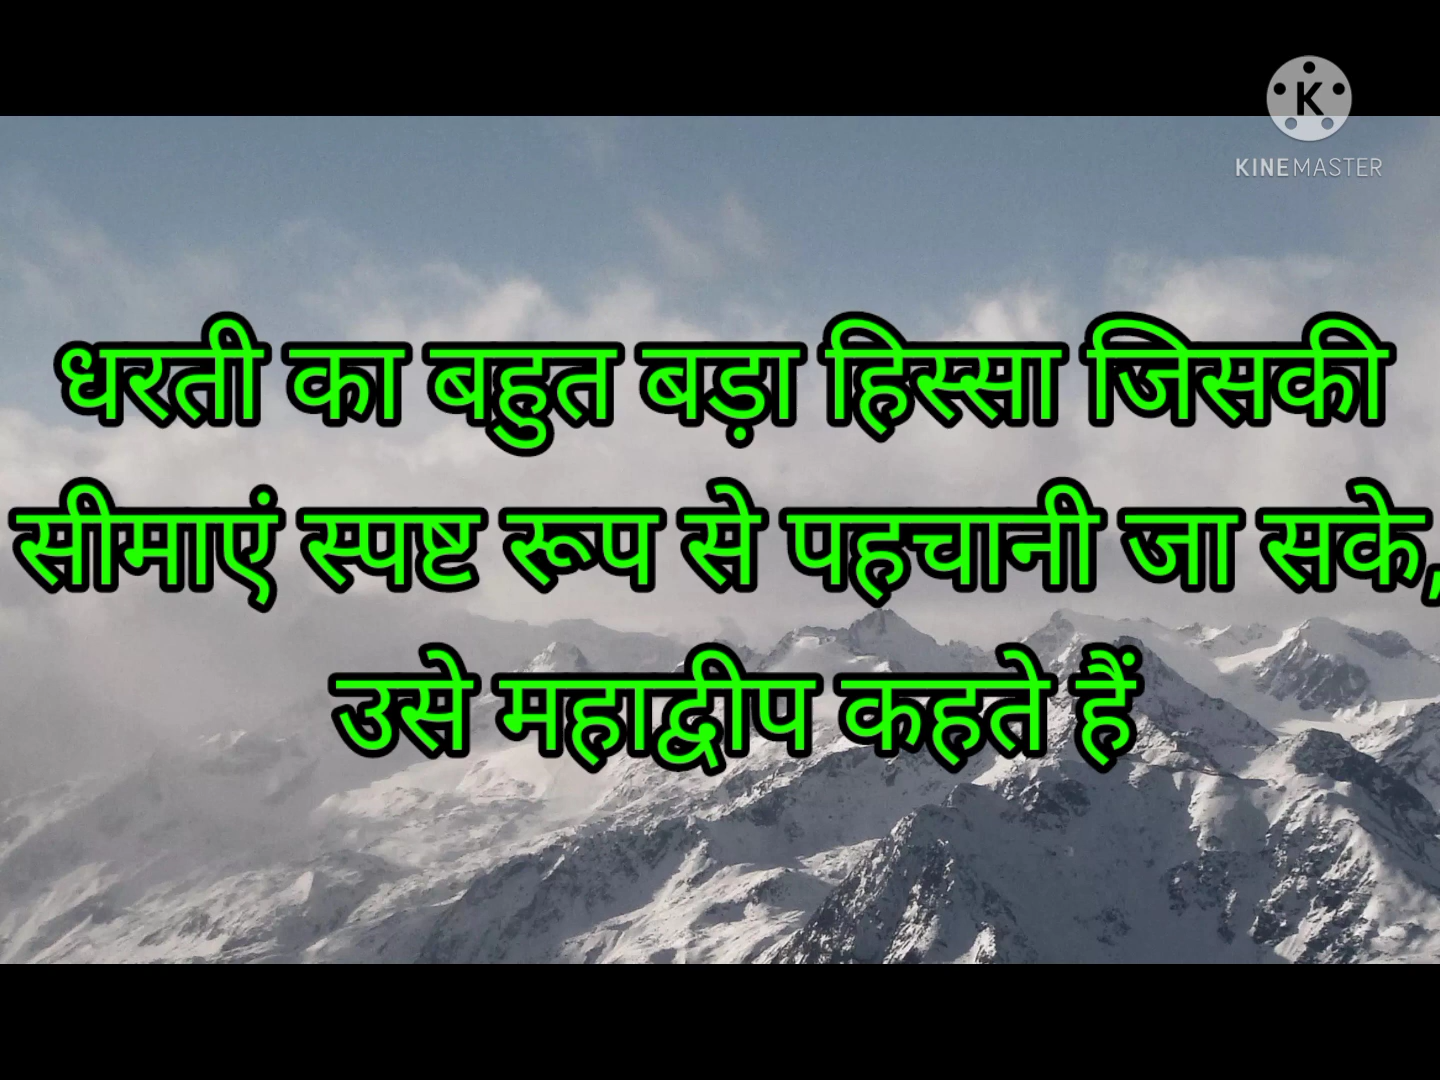 KINEMASTER
धरती का बहुत बड़ा हिस्सा जिसकी
सीमाएं स्पष्ट रूप से पहचानी जा सके,
उसे महाद्वीप कहते हैं